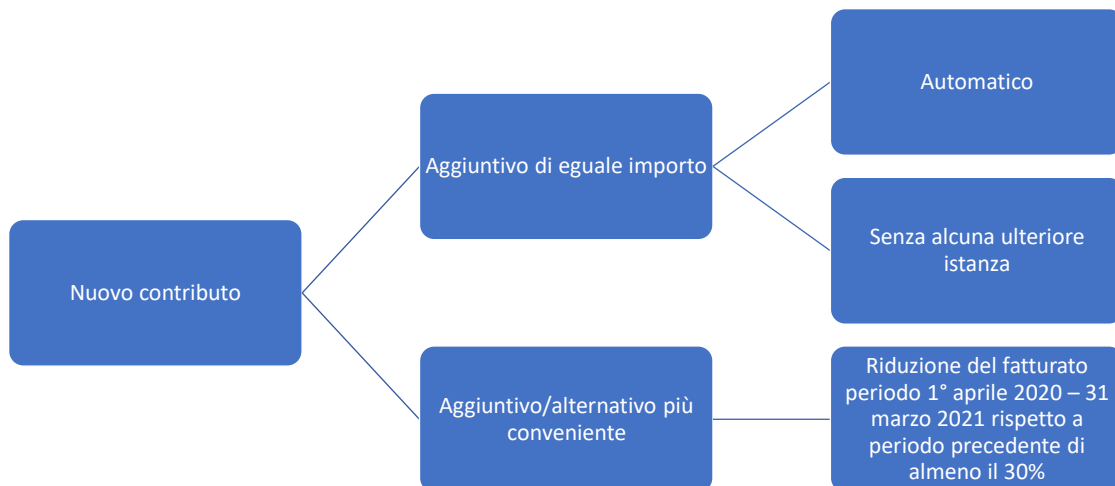 Nuovo contributo
Aggiuntivo di eguale importo
Automatico
Senza alcuna ulteriore
istanza
Aggiuntivo/alternativo più
conveniente
Riduzione del fatturato
periodo 1° aprile 2020 – 31
marzo 2021 rispetto a
periodo precedente di
almeno il 30%